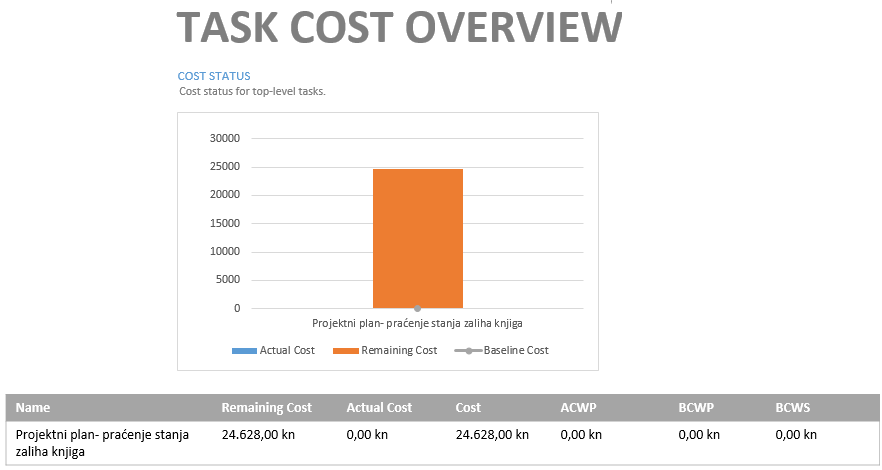 TASK COST OVERVIEW
COST STATUS
Cost status for top-level tasks.
30000
25000
20000
15000
10000
5000
0
Projektni plan- praćenje stanja zaliha knjiga
Actual Cost Remaining Cost Baseline Cost
Name Remaining Cost Actual Cost Cost ACWP BCWP BCWS
Projektni plan- praćenje stanja 24.628,00 kn 0,00 kn 24.628,00 kn 0,00 kn 0,00 kn 0,00 kn
zaliha knjiga